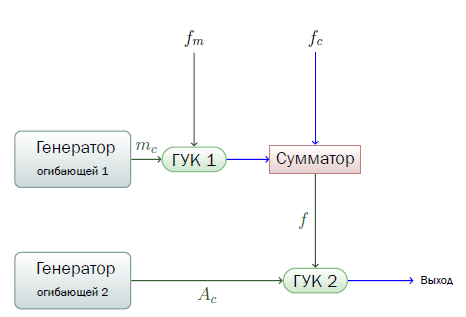 f_m
f_c
Генератор
огибающей 1
m_c
ГУК 1
Сумматор
f
Генератор
огибающей 2
A_c
ГУК 2
Выход